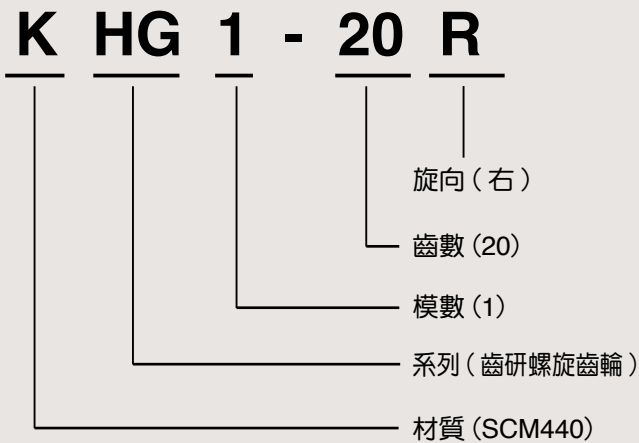 K HG 1 - 20 R
旋向（右）
齒數 (20)
模數 (1)
系列（齒研螺旋齒輪）
材質 (SCM440)